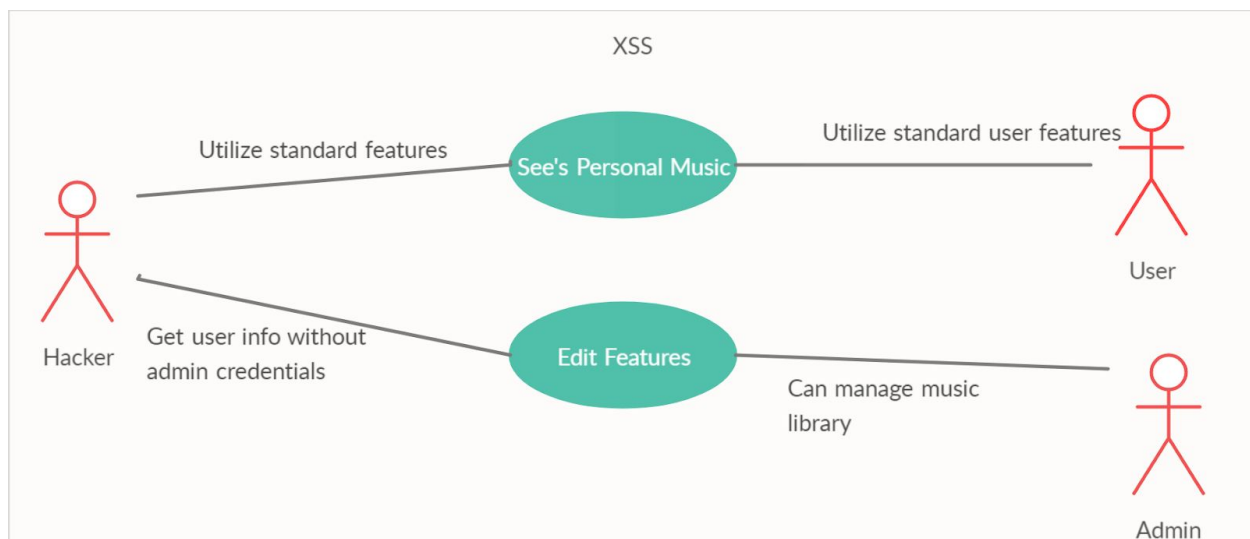 XSS
Utilize standard features
See's Personal Music
Utilize standard user features
User
Hacker
Get user info without
admin credentials
Edit Features
Can manage music
library
Admin